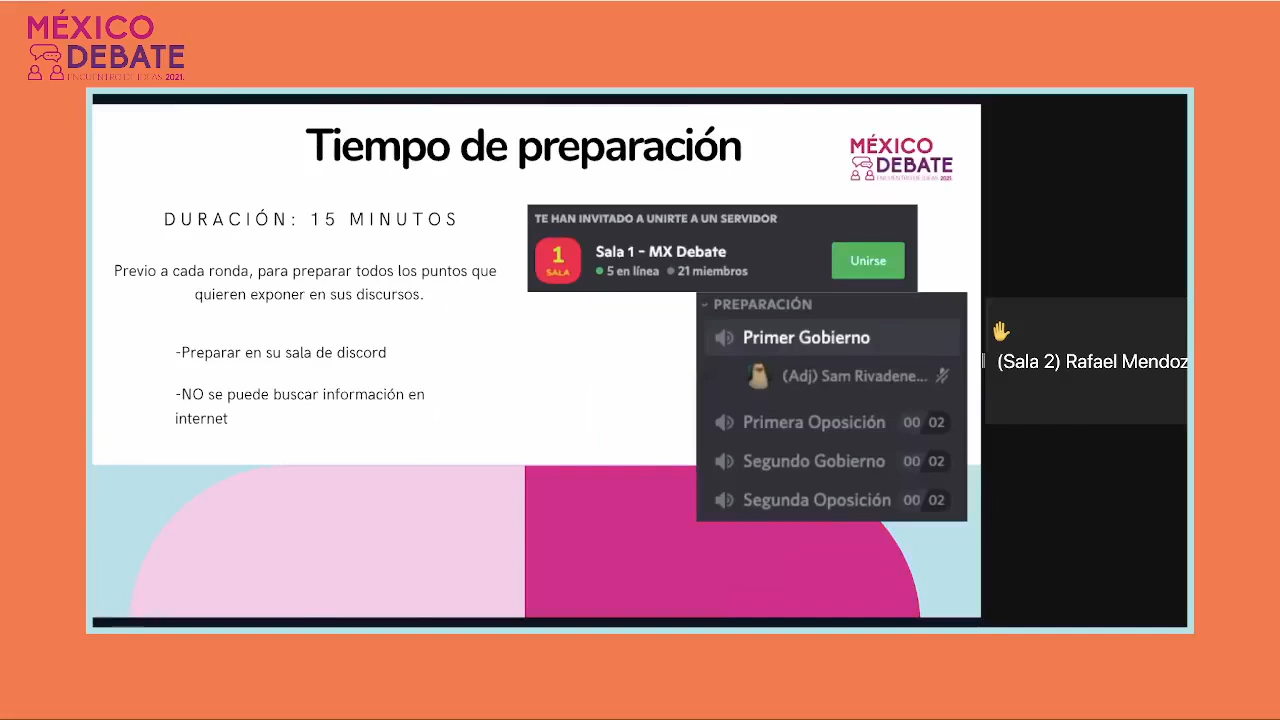 MÉXICO
DEBATE
ENCUENTRO DE IDEAS 2021.
Tiempo de preparación
MÉXICO
DEBATE
ENCUENTRO DE IDEAS 2021.
DURACIÓN: 15 MINUTOS
Previo a cada ronda, para preparar todos los puntos que
quieren exponer en sus discursos.
-Preparar en su sala de discord
-NO se puede buscar información en
internet
TE HAN INVITADO A UNIRTE A UN SERVIDOR
1
SALA
Sala 1 - MX Debate
5 en línea 21 miembros
Unirse
PREPARACIÓN
Primer Gobierno
(Adj) Sam Rivadene...
Primera Oposición 00 02
Segundo Gobierno 00 02
Segunda Oposición 00 02
(Sala 2) Rafael Mendoz